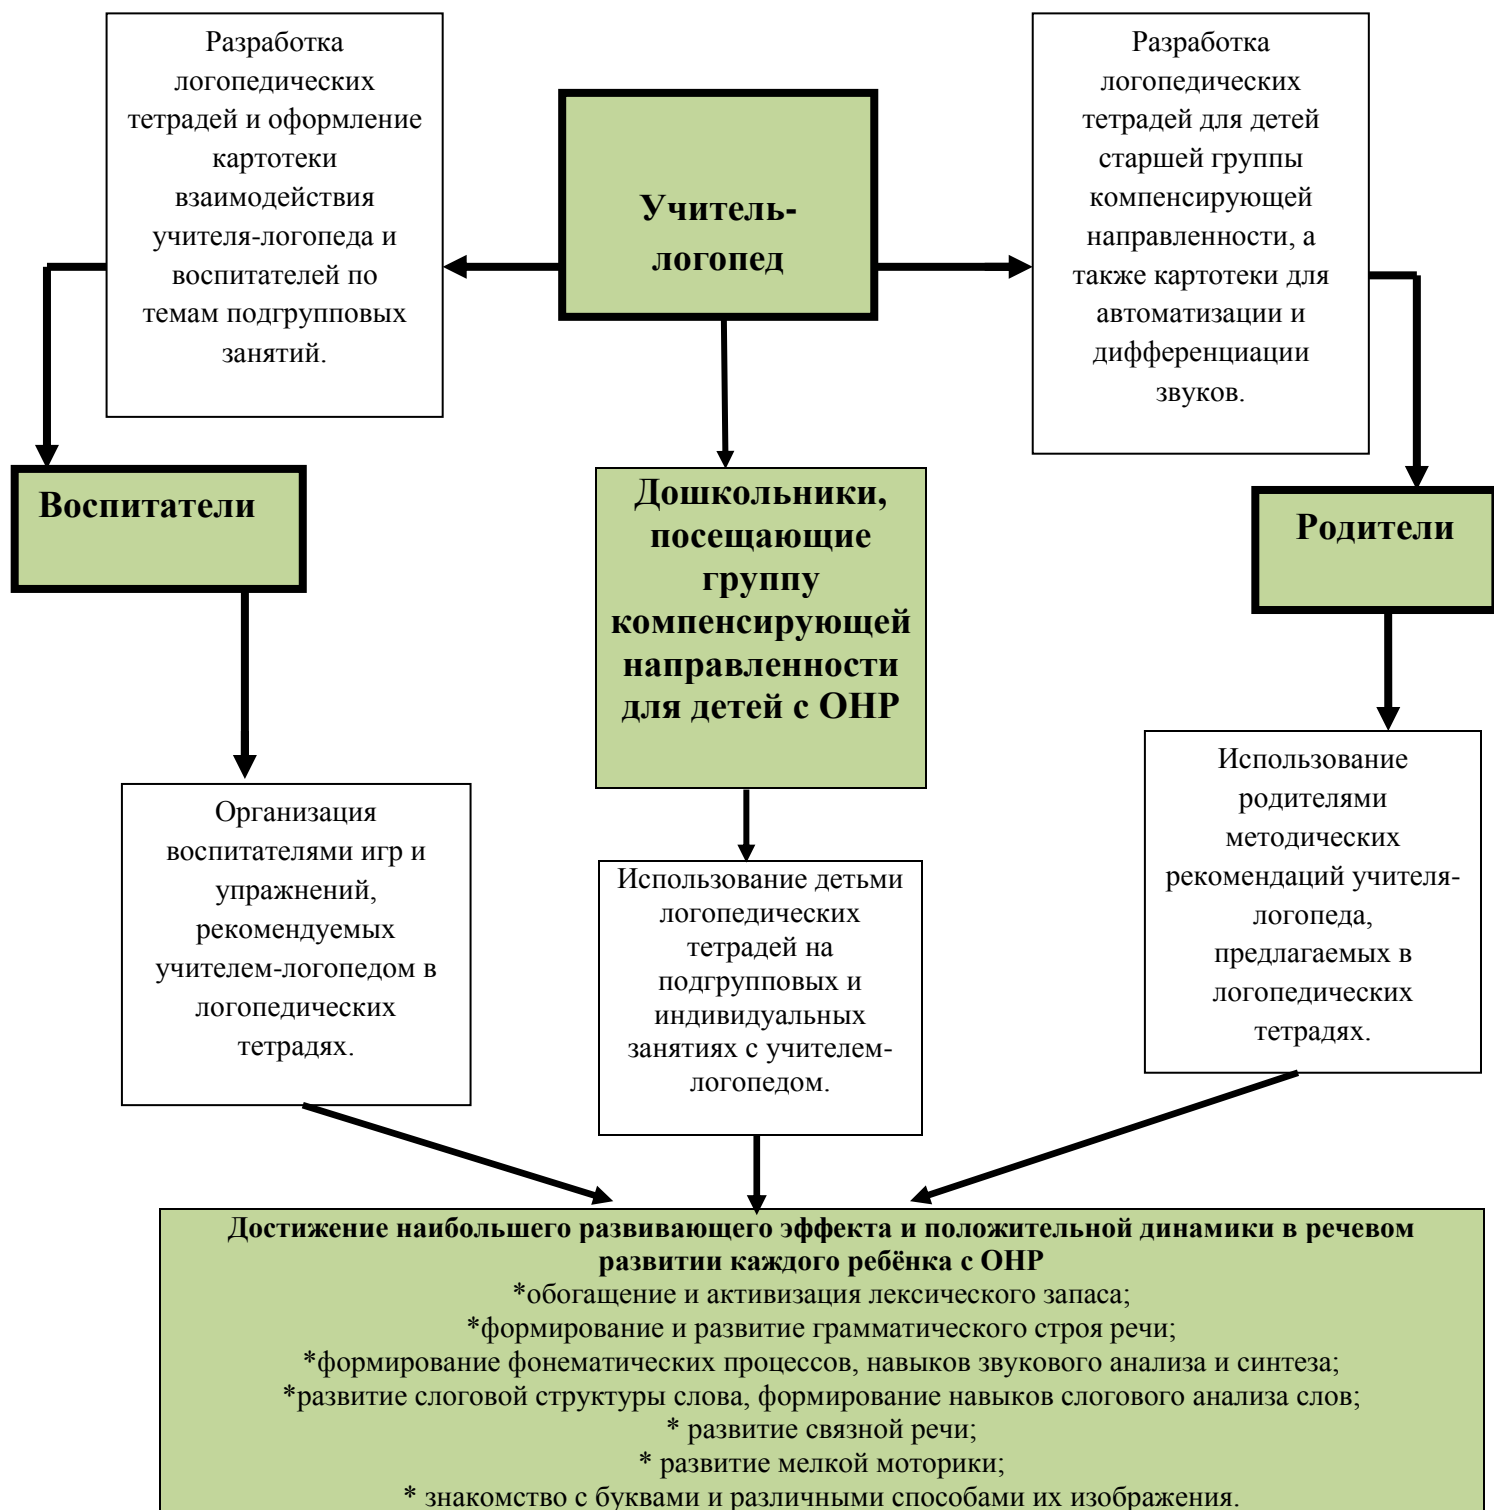 Разработка
логопедических
тетрадей и оформление
картотеки
взаимодействия
учителя-логопеда и
воспитателей по
темам подгрупповых
занятий.
Учитель-
логопед
Разработка
логопедических
тетрадей для детей
старшей группы
компенсирующей
направленности, а
также картотеки для
автоматизации и
дифференциации
звуков.
Воспитатели
Дошкольники,
посещающие
группу
компенсирующей
направленности
для детей с ОНР
Родители
Организация
воспитателями игр и
упражнений,
рекомендуемых
учителем-логопедом в
логопедических
тетрадях.
Использование детьми
логопедических
тетрадей на
подгрупповых и
индивидуальных
занятиях с учителем-
логопедом.
Использование
родителями
методических
рекомендаций учителя-
логопеда,
предлагаемых в
логопедических
тетрадях.
Достижение наибольшего развивающего эффекта и положительной динамики в речевом
развитии каждого ребёнка с ОНР
*обогащение и активизация лексического запаса;
*формирование и развитие грамматического строя речи;
*формирование фонематических процессов, навыков звукового анализа и синтеза;
*развитие слоговой структуры слова, формирование навыков слогового анализа слов;
* развитие связной речи;
* развитие мелкой моторики;
* знакомство с буквами и различными способами их изображения.